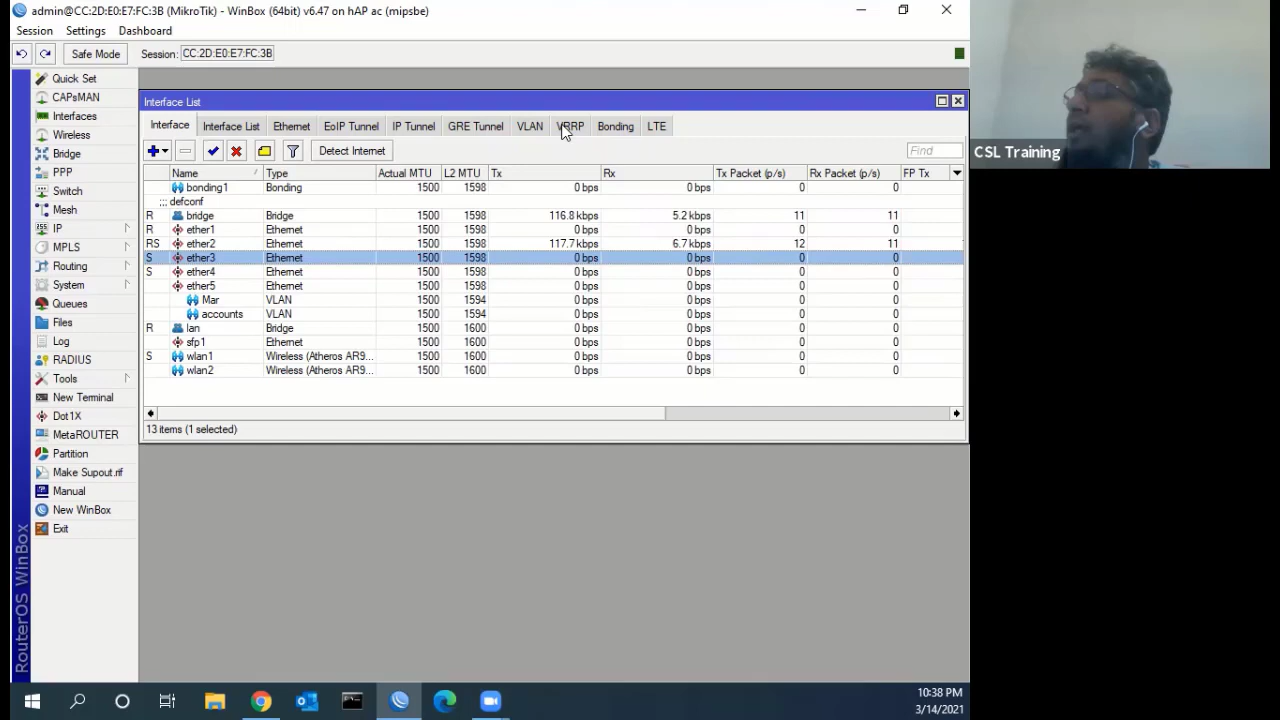 admin@CC:2D:E0:E7:FC:3B (MikroTik) - WinBox (64bit) v6.47 on hAP ac (mipsbe)
Session Settings Dashboard
Safe Mode Session: CC:2D:E0:E7:FC:3B
Quick Set
CAPsMAN
Interfaces
Wireless
Bridge
PPP
Switch
Mesh
IP
MPLS
Routing
System
Queues
Files
Log
RADIUS
Tools
New Terminal
Dot1X
MetaROUTER
Partition
Make Supout.rif
Manual
New WinBox
Exit
RouterOS WinBox
Interface List
Interface Interface List Ethernet EoIP Tunnel IP Tunnel GRE Tunnel VLAN VRRP Bonding LTE
Detect Internet Find
Name Type Actual MTU L2 MTU Tx Rx Tx Packet (p/s) Rx Packet (p/s) FP Tx
bonding1 Bonding 1500 1598 0 bps 0 bps 0 0
::: defconf
R bridge Bridge 1500 1598 116.8 kbps 5.2 kbps 11 11
R ether1 Ethernet 1500 1598 0 bps 0 bps 0 0
RS ether2 Ethernet 1500 1598 117.7 kbps 6.7 kbps 12 11
S ether3 Ethernet 1500 1598 0 bps 0 bps 0 0
S ether4 Ethernet 1500 1598 0 bps 0 bps 0 0
ether5 Ethernet 1500 1598 0 bps 0 bps 0 0
Mar VLAN 1500 1594 0 bps 0 bps 0 0
accounts VLAN 1500 1594 0 bps 0 bps 0 0
R lan Bridge 1500 1600 0 bps 0 bps 0 0
sfp1 Ethernet 1500 1600 0 bps 0 bps 0 0
S wlan1 Wireless (Atheros AR9... 1500 1600 0 bps 0 bps 0 0
wlan2 Wireless (Atheros AR9... 1500 1600 0 bps 0 bps 0 0
13 items (1 selected)
CSL Training
10:38 PM
3/14/2021